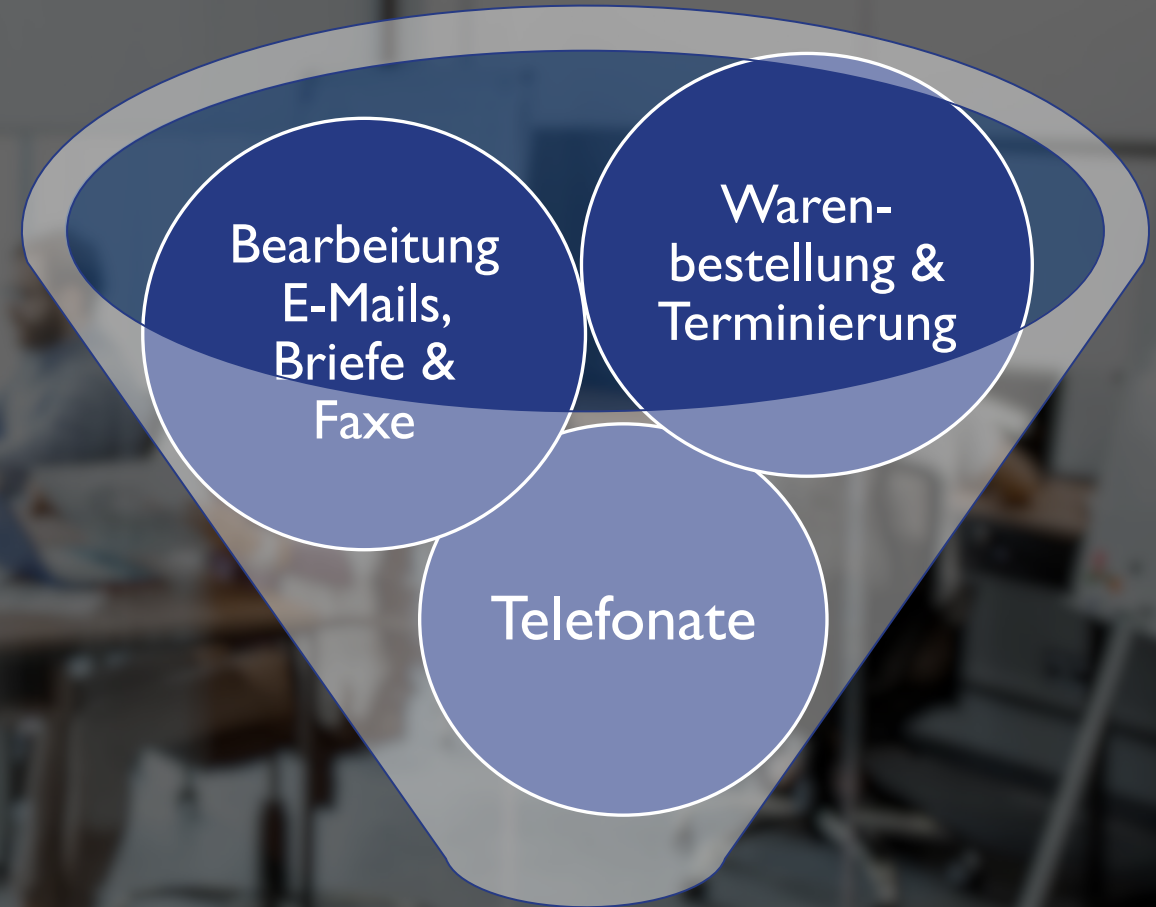 Bearbeitung
E-Mails,
Briefe &
Faxe
Waren-
bestellung &
Terminierung
Telefonate